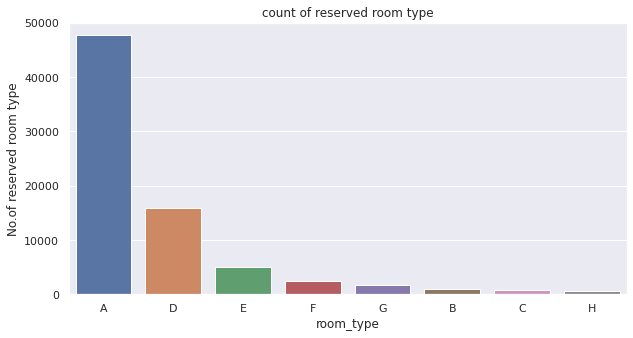 count of reserved room type
No.of reserved room type
50000
40000
30000
20000
10000
0
A D E F G B C H
room_type